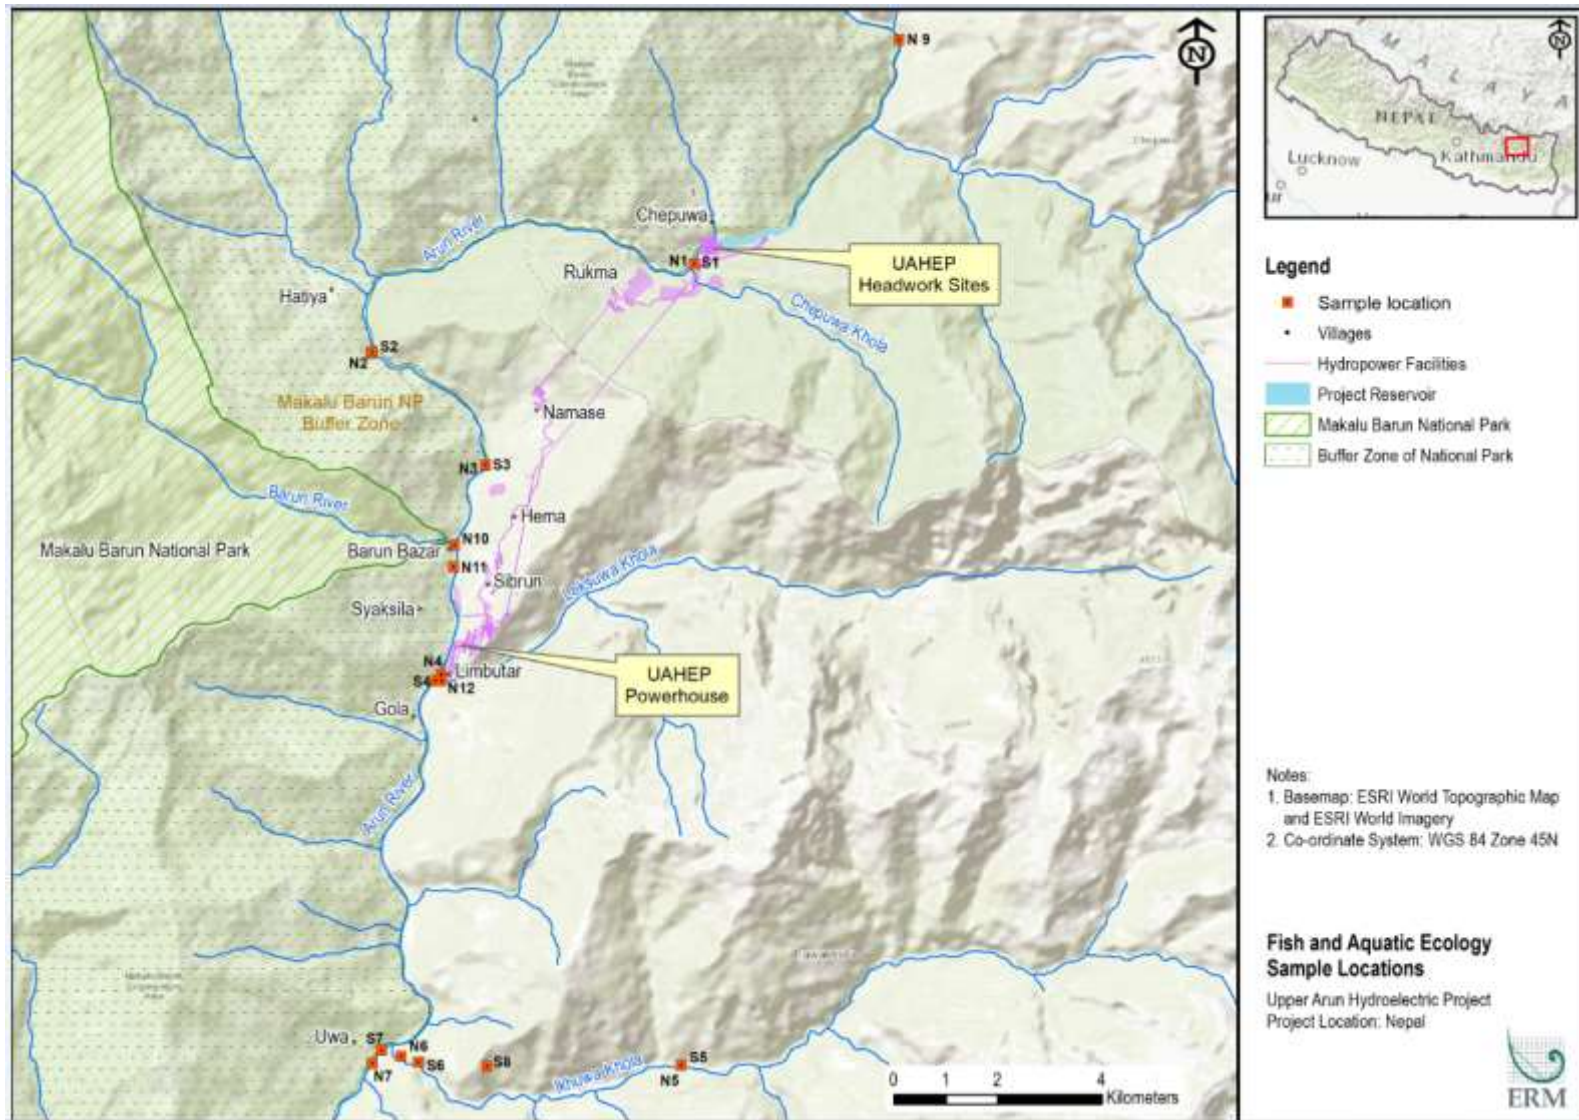 N 9
Chepuwa
Arun River
N1
S1
UAHEP
Headwork Sites
Rukma
Hatiya
Chepuwa Khola
S2
N2
Makalu Barun NP
Buffer Zone
Namase
N3
S3
Barun River
Hema
Makalu Barun National Park
Barun Bazar
N10
N11
Leksuwa Khola
Sibrun
Syaksila
N4
Limbutar
S4
N12
UAHEP
Powerhouse
Gola
Arun River
Uwa
S7
N6
S6
N7
S8
S5
N5
Ikhuwa Khola
0 1 2 4
Kilometers
N
N
HIMALAYA
NEPAL
Kathmandu
Lucknow
Legend
Sample location
Villages
Hydropower Facilities
Project Reservoir
Makalu Barun National Park
Buffer Zone of National Park
Notes:
1. Basemap: ESRI World Topographic Map
and ESRI World Imagery
2. Co-ordinate System: WGS 84 Zone 45N
Fish and Aquatic Ecology
Sample Locations
Upper Arun Hydroelectric Project
Project Location: Nepal
ERM